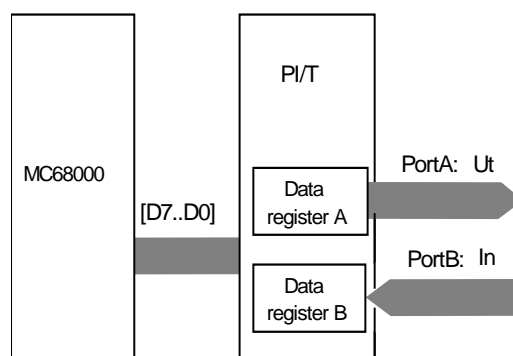 PI/T
MC68000
PortA: Ut
Data
register A
[D7..D0]
PortB: In
Data
register B